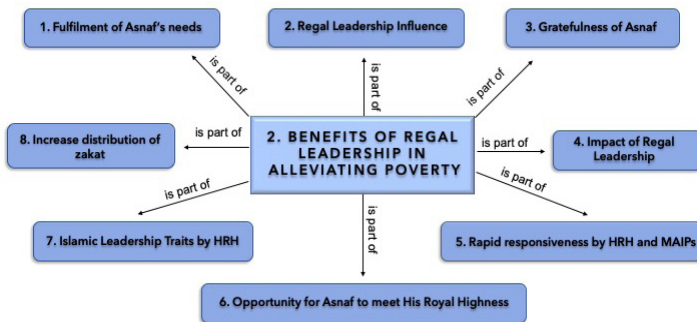 1. Fulfilment of Asnaf's needs
2. Regal Leadership Influence
3. Gratefulness of Asnaf
is part of
is part of
is part of
8. Increase distribution of
zakat
is part of
2. BENEFITS OF REGAL
LEADERSHIP IN
ALLEVIATING POVERTY
is part of
4. Impact of Regal
Leadership
is part of
is part of
is part of
7. Islamic Leadership Traits by HRH
5. Rapid responsiveness by HRH and MAIPs
6. Opportunity for Asnaf to meet His Royal Highness